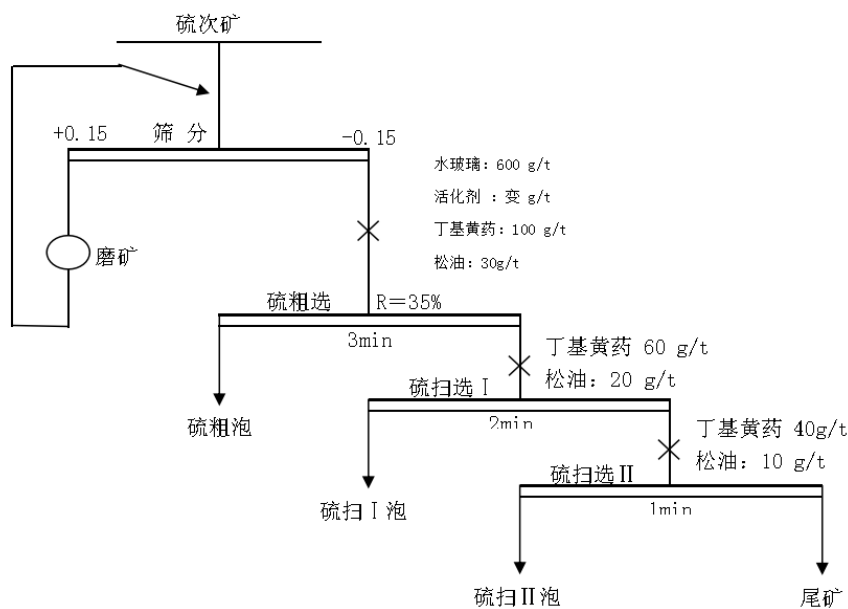 硫次矿
+0.15
筛 分
-0.15
水玻璃：600 g/t
活化剂 ：变 g/t
丁基黄药：100 g/t
松油：30g/t
磨矿
硫粗选
R＝35%
3min
丁基黄药 60 g/t
松油：20 g/t
硫扫选Ⅰ
硫粗泡
2min
丁基黄药 40g/t
松油：10 g/t
硫扫选Ⅱ
硫扫Ⅰ泡
1min
硫扫Ⅱ泡
尾矿